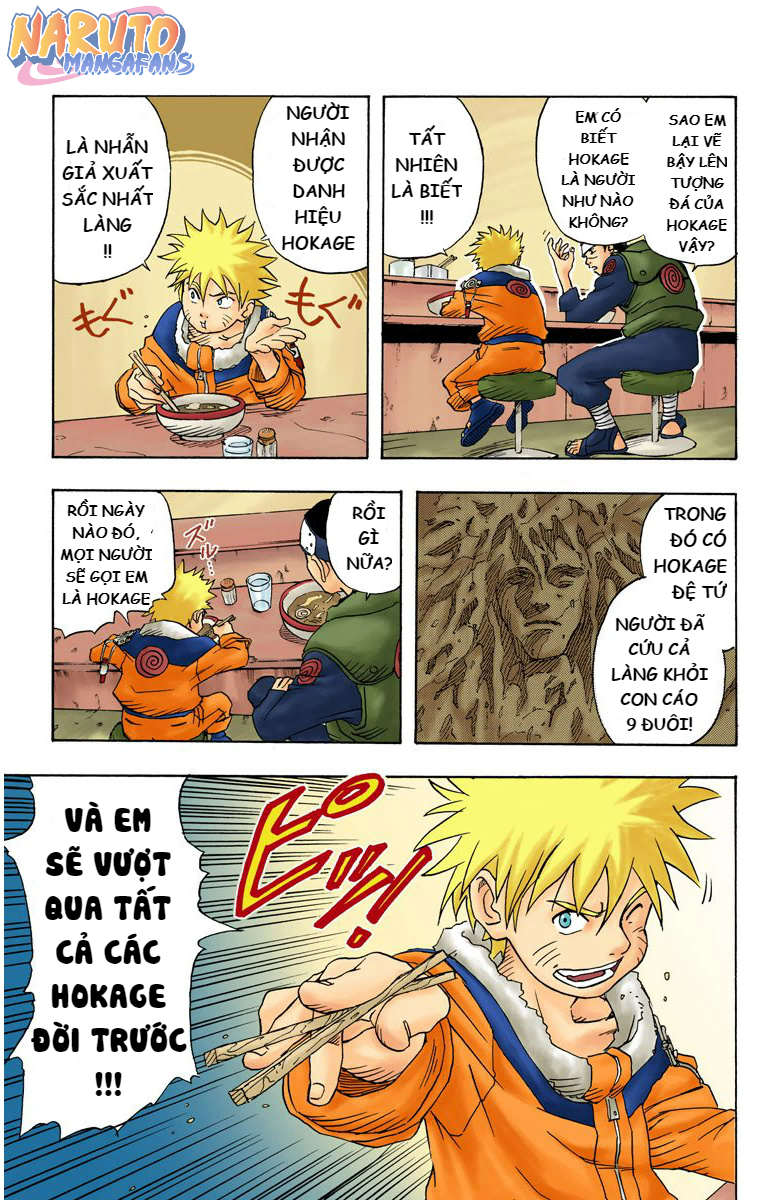 NARUTO
MANGAFANS
SAO EM
LẠI VẼ
BẬY LÊN
TƯỢNG
ĐÁ CỦA
HOKAGE
VẬY?
EM CÓ
BIẾT
HOKAGE
LÀ NGƯỜI
NHƯ NÀO
KHÔNG?
TẤT
NHIÊN
LÀ BIẾT
!!!
NGƯỜI
NHẬN
ĐƯỢC
DANH
HIỆU
HOKAGE
LÀ NHẪN
GIẢ XUẤT
SẮC NHẤT
LÀNG
!!
もぐ
もぐ
TRONG
ĐÓ CÓ
HOKAGE
ĐỆ TỨ
NGƯỜI ĐÃ
CỨU CẢ
LÀNG KHỎI
CON CÁO
9 ĐUÔI!
RỒI
GÌ
NỮA?
ズル...
RỒI NGÀY
NÀO ĐÓ,
MỌI NGƯỜI
SẼ GỌI EM
LÀ HOKAGE
ピッ!
VÀ EM
SẼ VƯỢT
QUA TẤT
CẢ CÁC
HOKAGE
ĐỜI TRƯỚC
!!!